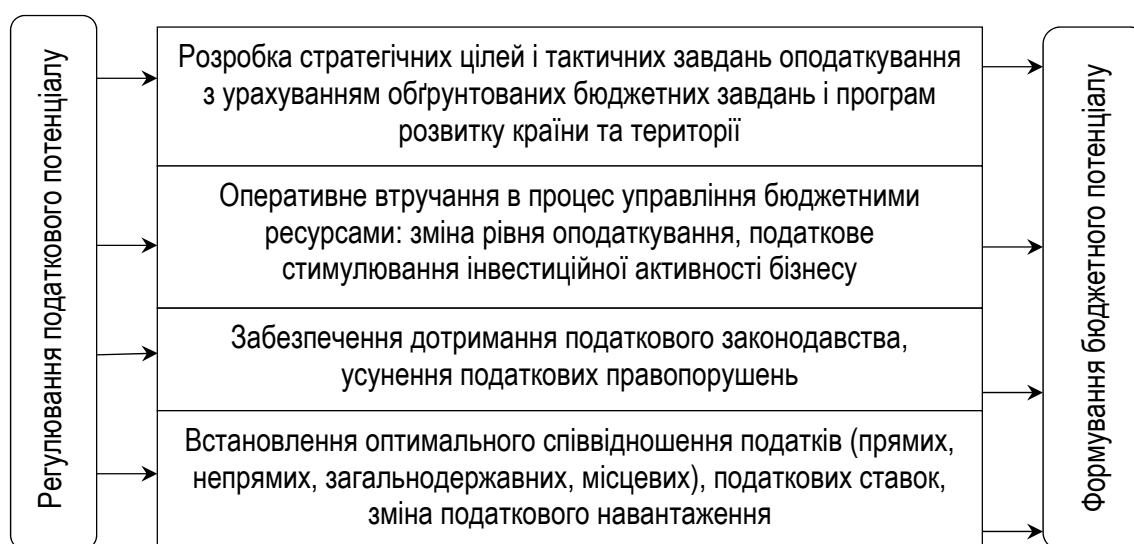 Регулювання податкового потенціалу
Розробка стратегічних цілей і тактичних завдань оподаткування
з урахуванням обґрунтованих бюджетних завдань і програм
розвитку країни та території
Оперативне втручання в процес управління бюджетними
ресурсами: зміна рівня оподаткування, податкове
стимулювання інвестиційної активності бізнесу
Забезпечення дотримання податкового законодавства,
усунення податкових правопорушень
Встановлення оптимального співвідношення податків (прямих,
непрямих, загальнодержавних, місцевих), податкових ставок,
зміна податкового навантаження
Формування бюджетного потенціалу